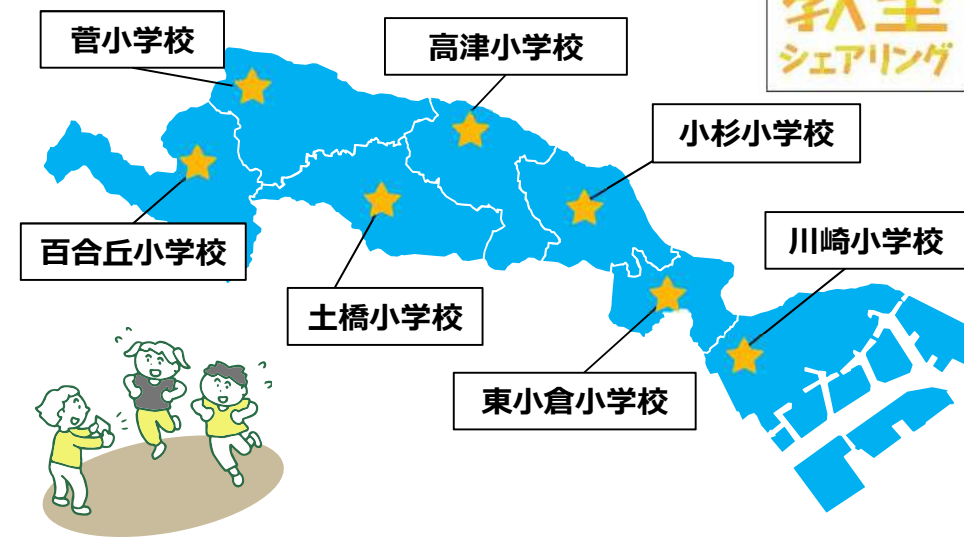 教室
シェアリング
菅小学校
高津小学校
小杉小学校
川崎小学校
百合丘小学校
土橋小学校
東小倉小学校